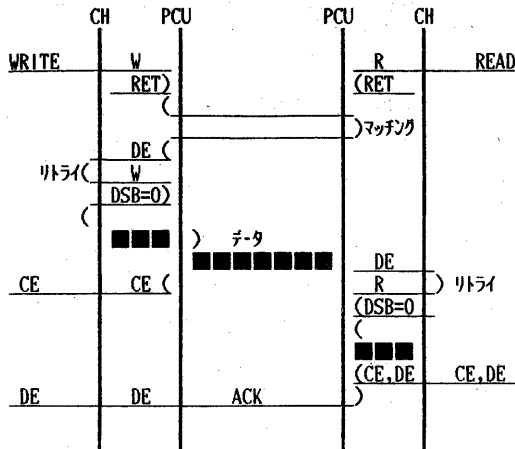 CH PCU PCU CH
WRITE W R READ
RET) (RET
( )マッチング
DE (
リトライ( W
DSB=0)
(
) データ
DE
CE CE ( R ) リトライ
(DSB=0
(
(CE,DE CE,DE
DE DE ACK )